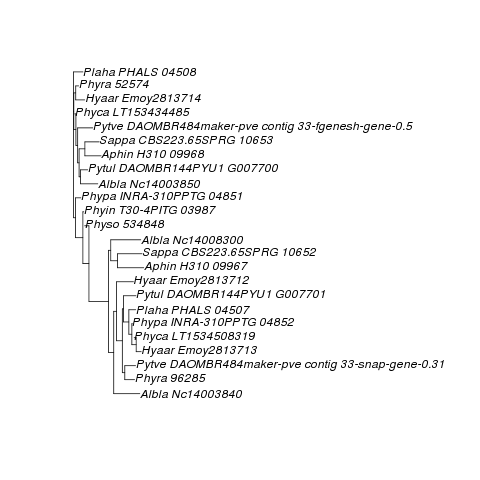 Plaha PHALS 04508
Phyra 52574
Hyaar Emoy2813714
Phyca LT153434485
Pytve DAOMBR484maker-pve contig 33-fgenesh-gene-0.5
Sappa CBS223.65SPRG 10653
Aphin H310 09968
Pytul DAOMBR144PYU1 G007700
Albla Nc14003850
Phypa INRA-310PPTG 04851
Phyin T30-4PITG 03987
Physo 534848
Albla Nc14008300
Sappa CBS223.65SPRG 10652
Aphin H310 09967
Hyaar Emoy2813712
Pytul DAOMBR144PYU1 G007701
Plaha PHALS 04507
Phypa INRA-310PPTG 04852
Phyca LT1534508319
Hyaar Emoy2813713
Pytve DAOMBR484maker-pve contig 33-snap-gene-0.31
Phyra 96285
Albla Nc14003840